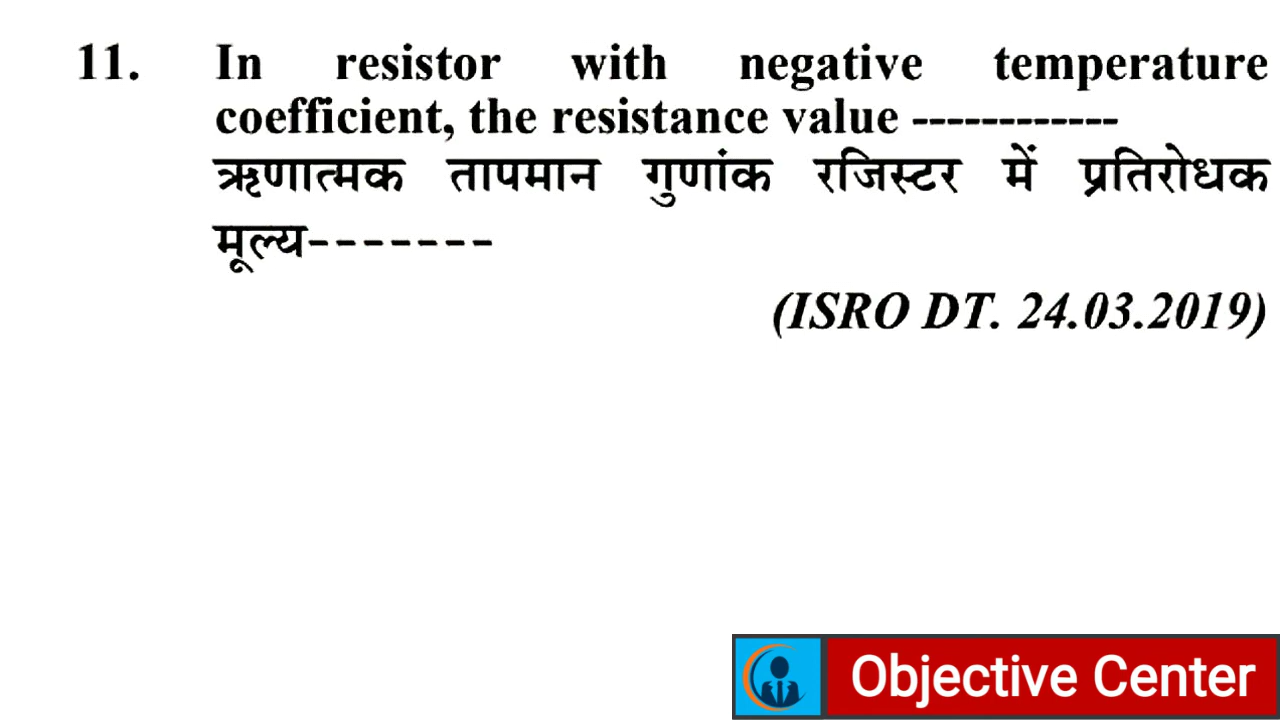 11. In resistor with negative temperature
coefficient, the resistance value ------------
ऋणात्मक तापमान गुणांक रजिस्टर में प्रतिरोधक
मूल्य-------
(ISRO DT. 24.03.2019)
Objective Center